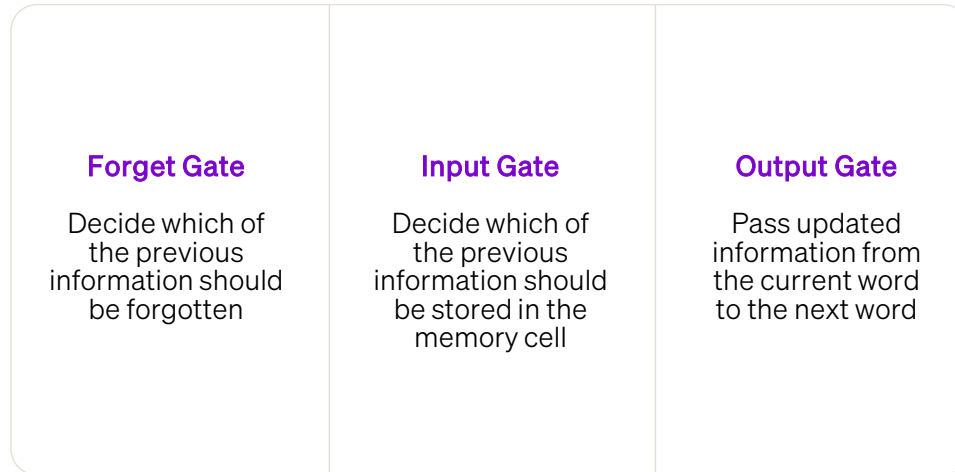 Forget Gate
Decide which of
the previous
information should
be forgotten
Input Gate
Decide which of
the previous
information should
be stored in the
memory cell
Output Gate
Pass updated
information from
the current word
to the next word